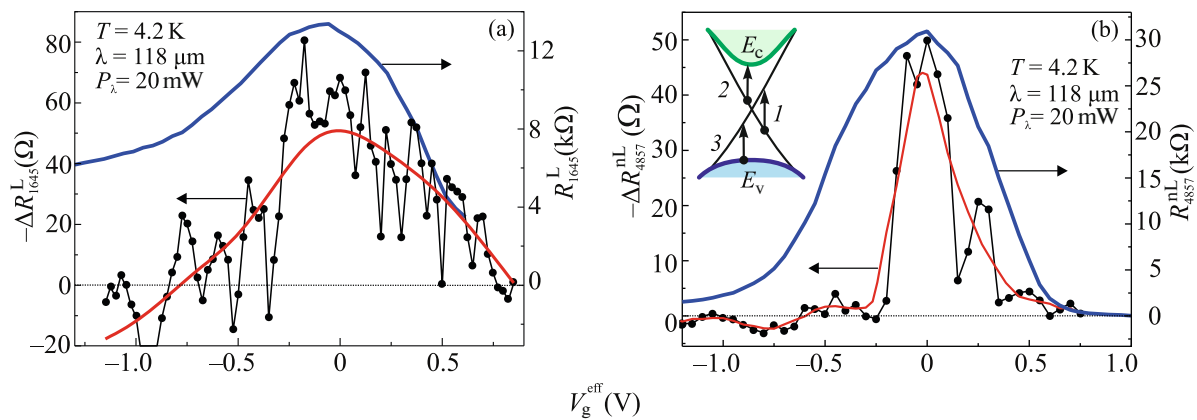 (a)
T = 4.2 K
λ = 118 μm
P_λ = 20 mW
80
60
40
20
0
−20
−ΔR^L_1645(Ω)
12
8
4
0
R^L_1645(kΩ)
−1.0 −0.5 0 0.5
(b)
E_c
2
1
3
E_v
T = 4.2 K
λ = 118 μm
P_λ = 20 mW
50
40
30
20
10
0
−ΔR^nL_4857(Ω)
30
25
20
15
10
5
0
R^nL_4857(kΩ)
−1.0 −0.5 0 0.5 1.0
V_g^eff(V)